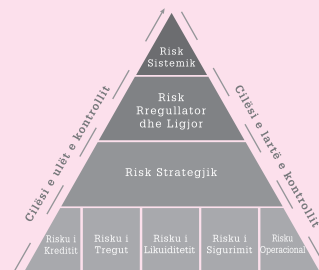 Risk
Sistemik
Risk
Rregullator
dhe Ligjor
Risk Strategjik
Risku i
Kreditit
Risku i
Tregut
Risku i
Likuiditetit
Risku i
Sigurimit
Risku
Operacional
Cilësi e ulët e kontrollit
Cilësi e lartë e kontrollit